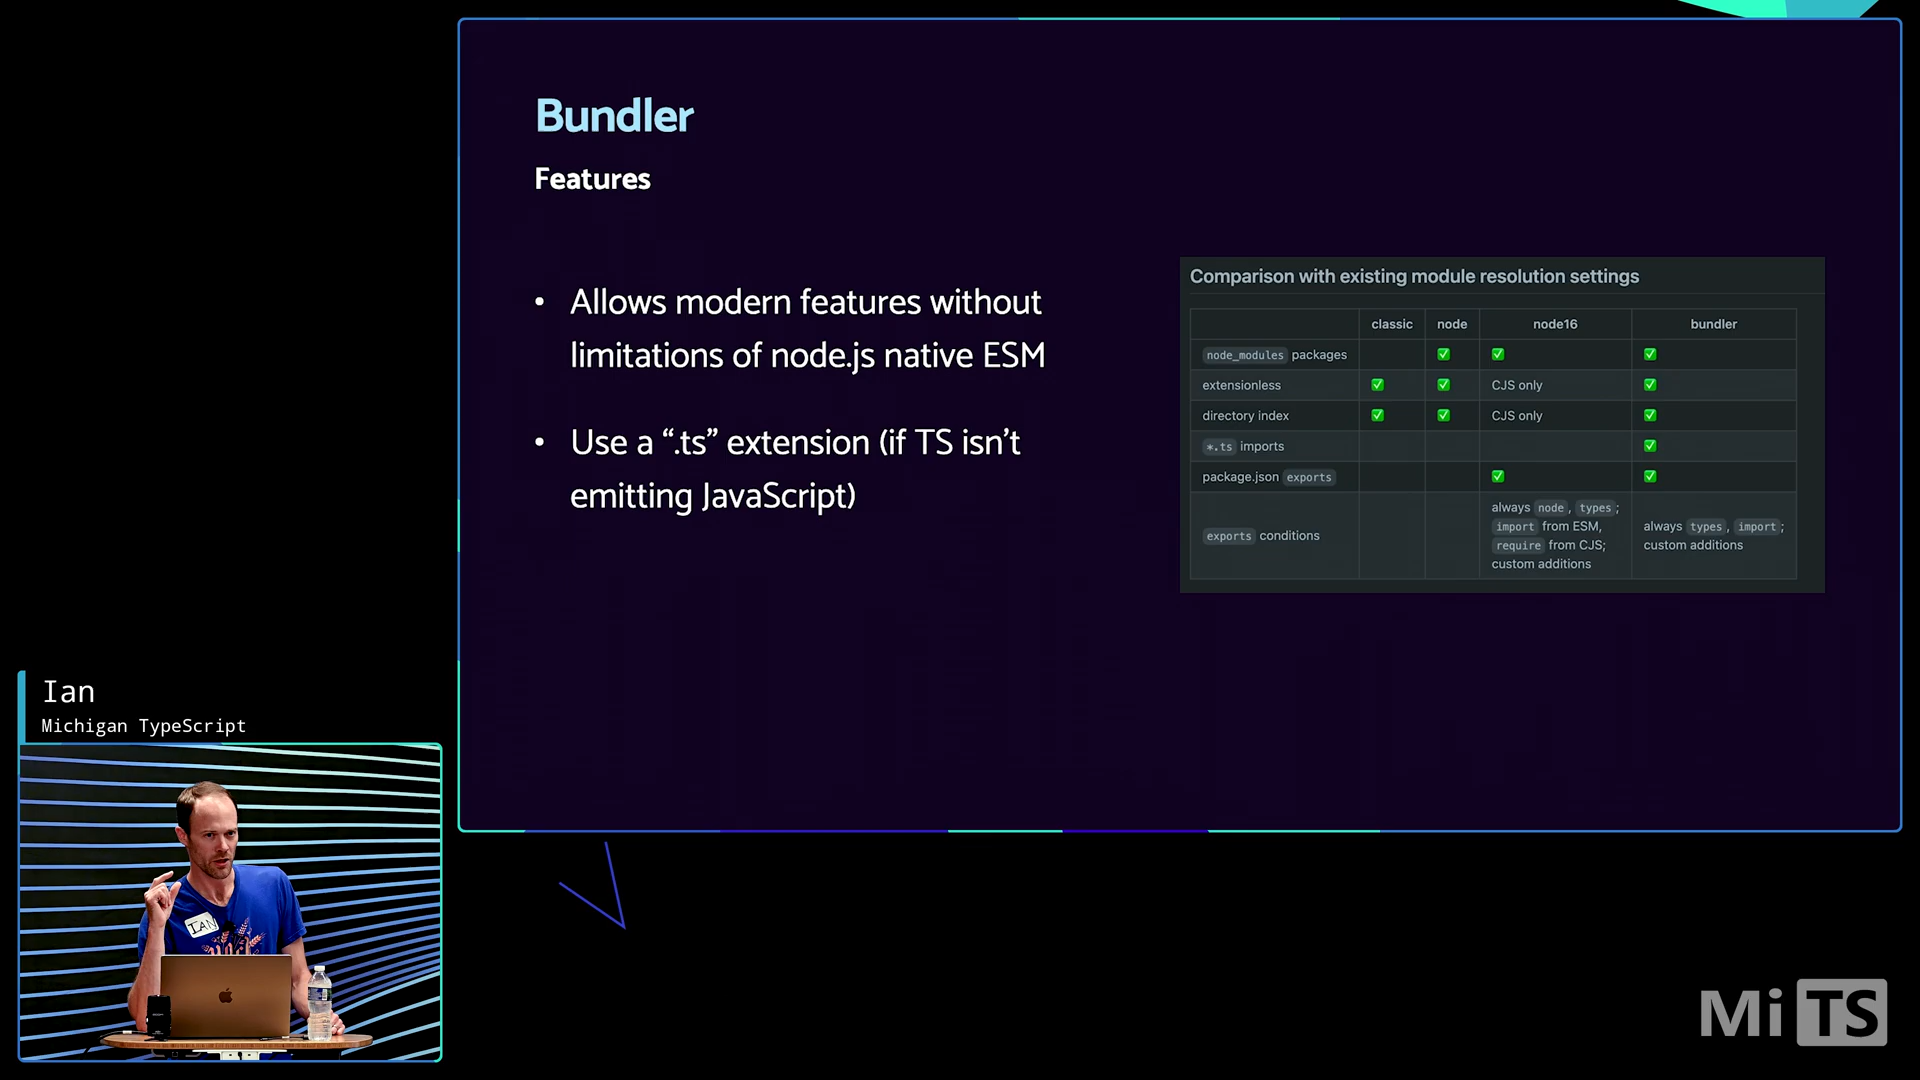 Bundler
Features
• Allows modern features without
limitations of node.js native ESM
• Use a “.ts” extension (if TS isn’t
emitting JavaScript)
Comparison with existing module resolution settings
classic node node16 bundler
node_modules packages ✅ ✅ ✅
extensionless ✅ ✅ CJS only ✅
directory index ✅ ✅ CJS only ✅
*.ts imports ✅
package.json exports ✅ ✅
exports conditions
always node, types;
import from ESM,
require from CJS;
custom additions
always types, import;
custom additions
Ian
Michigan TypeScript
IAN
MiTS